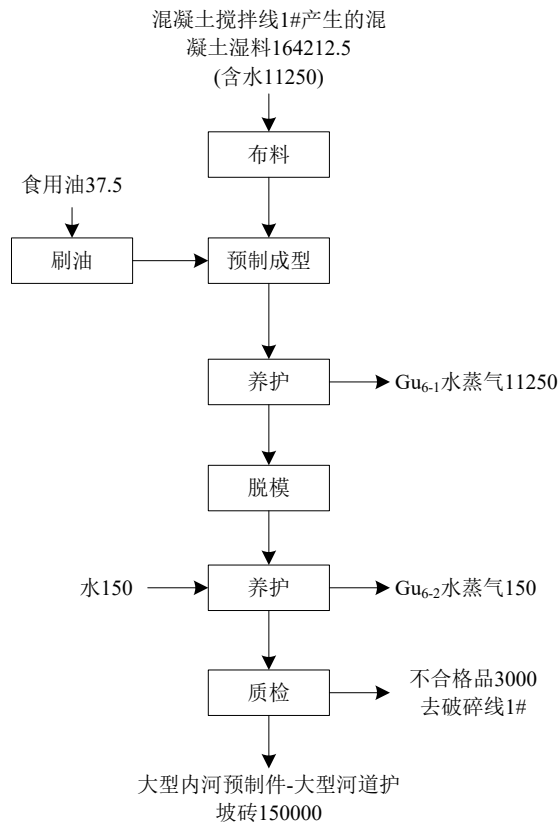 混凝土搅拌线1#产生的混
凝土湿料164212.5
(含水11250)
布料
食用油37.5
刷油
预制成型
养护
Gu6-1水蒸气11250
脱模
水150
养护
Gu6-2水蒸气150
质检
不合格品3000
去破碎线1#
大型内河预制件-大型河道护
坡砖150000